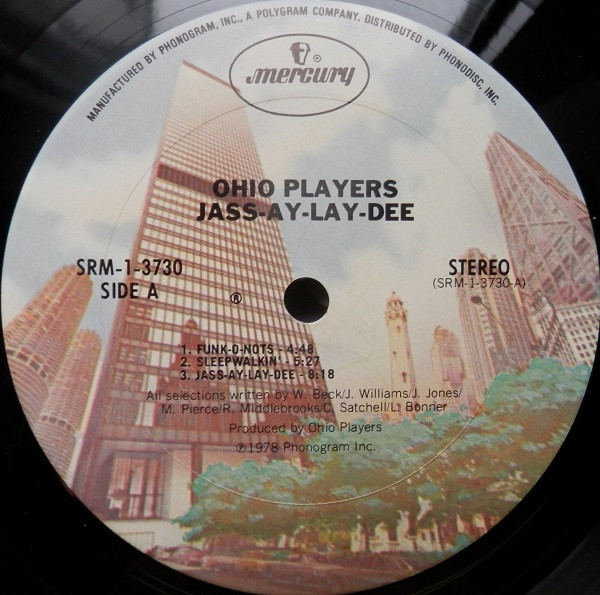 MANUFACTURED BY PHONOGRAM, INC., A POLYGRAM COMPANY. DISTRIBUTED BY PHONODISC, INC.
mercury ®
OHIO PLAYERS
JASS-AY-LAY-DEE
SRM-1-3730
SIDE A
STEREO
(SRM-1-3730-A)
®
1. FUNK-O-NOTS - 4:48
2. SLEEPWALKIN' - 5:27
3. JASS-AY-LAY-DEE - 8:18
All selections written by W. Beck/J. Williams/J. Jones/
M. Pierce/R. Middlebrooks/C. Satchell/L. Bonner
Produced by Ohio Players
℗1978 Phonogram Inc.